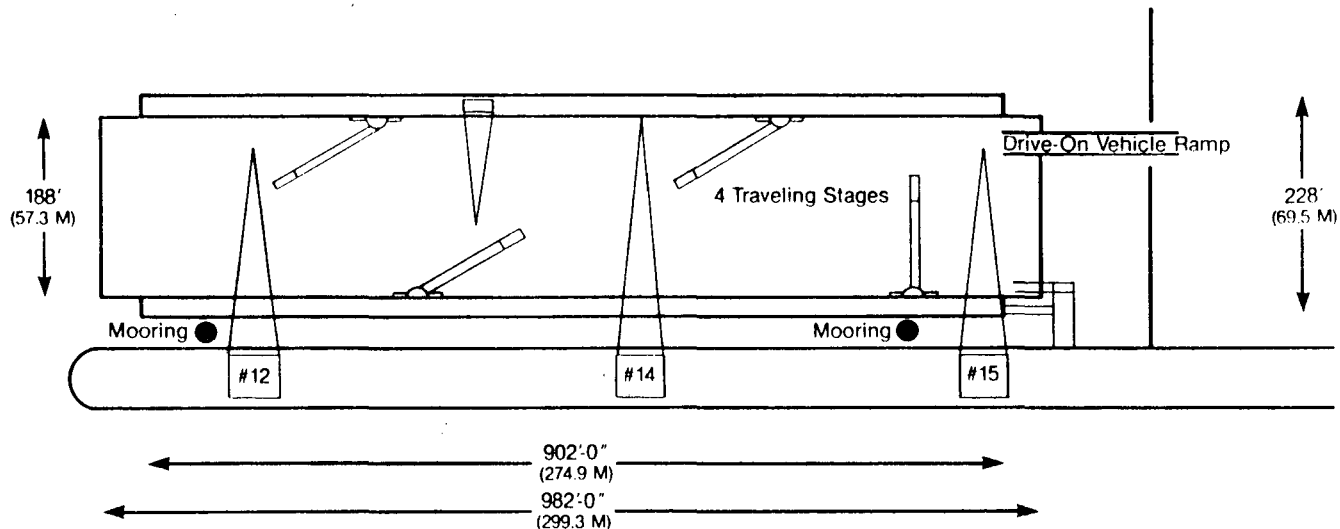 Drive-On Vehicle Ramp
188'
(57.3 M)
4 Traveling Stages
228'
(69.5 M)
Mooring
Mooring
#12
#14
#15
902'-0"
(274.9 M)
982'-0"
(299.3 M)